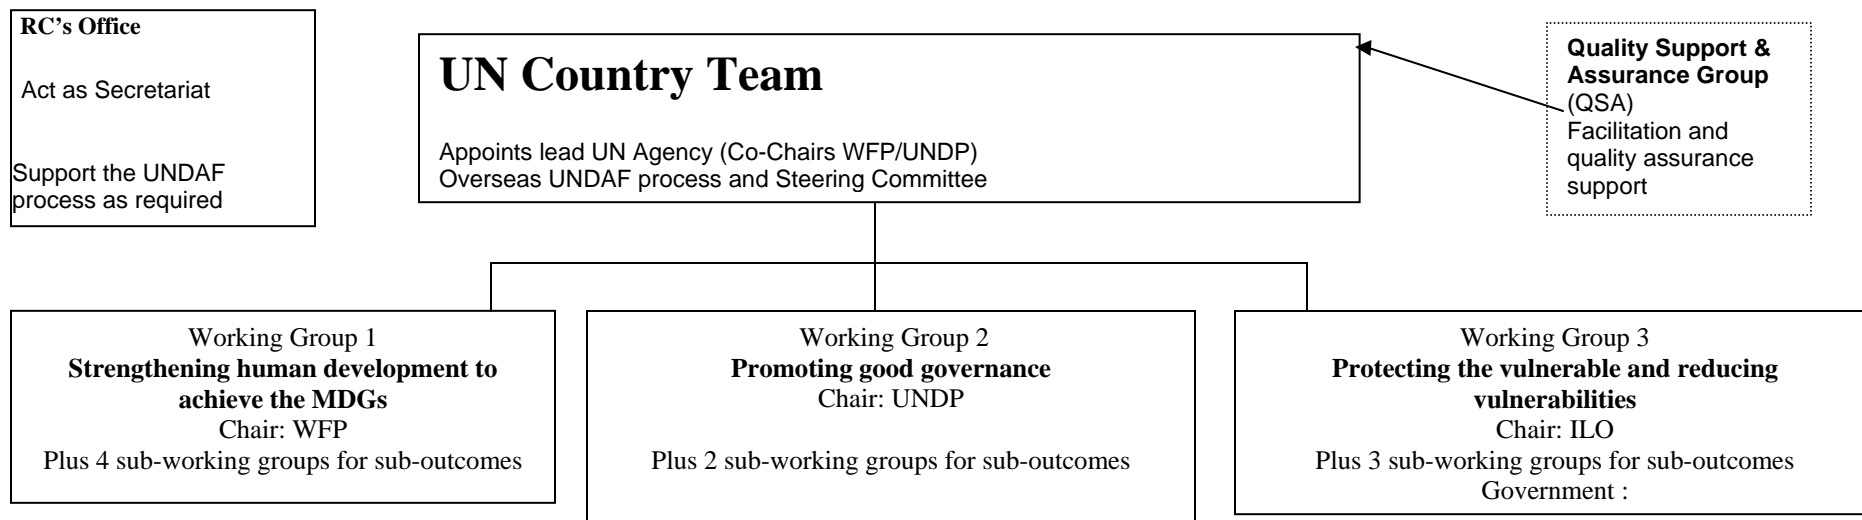 RC’s Office
Act as Secretariat
Support the UNDAF
process as required
UN Country Team
Appoints lead UN Agency (Co-Chairs WFP/UNDP)
Overseas UNDAF process and Steering Committee
Quality Support &
Assurance Group
(QSA)
Facilitation and
quality assurance
support
Working Group 1
Strengthening human development to
achieve the MDGs
Chair: WFP
Plus 4 sub-working groups for sub-outcomes
Working Group 2
Promoting good governance
Chair: UNDP
Plus 2 sub-working groups for sub-outcomes
Working Group 3
Protecting the vulnerable and reducing
vulnerabilities
Chair: ILO
Plus 3 sub-working groups for sub-outcomes
Government :